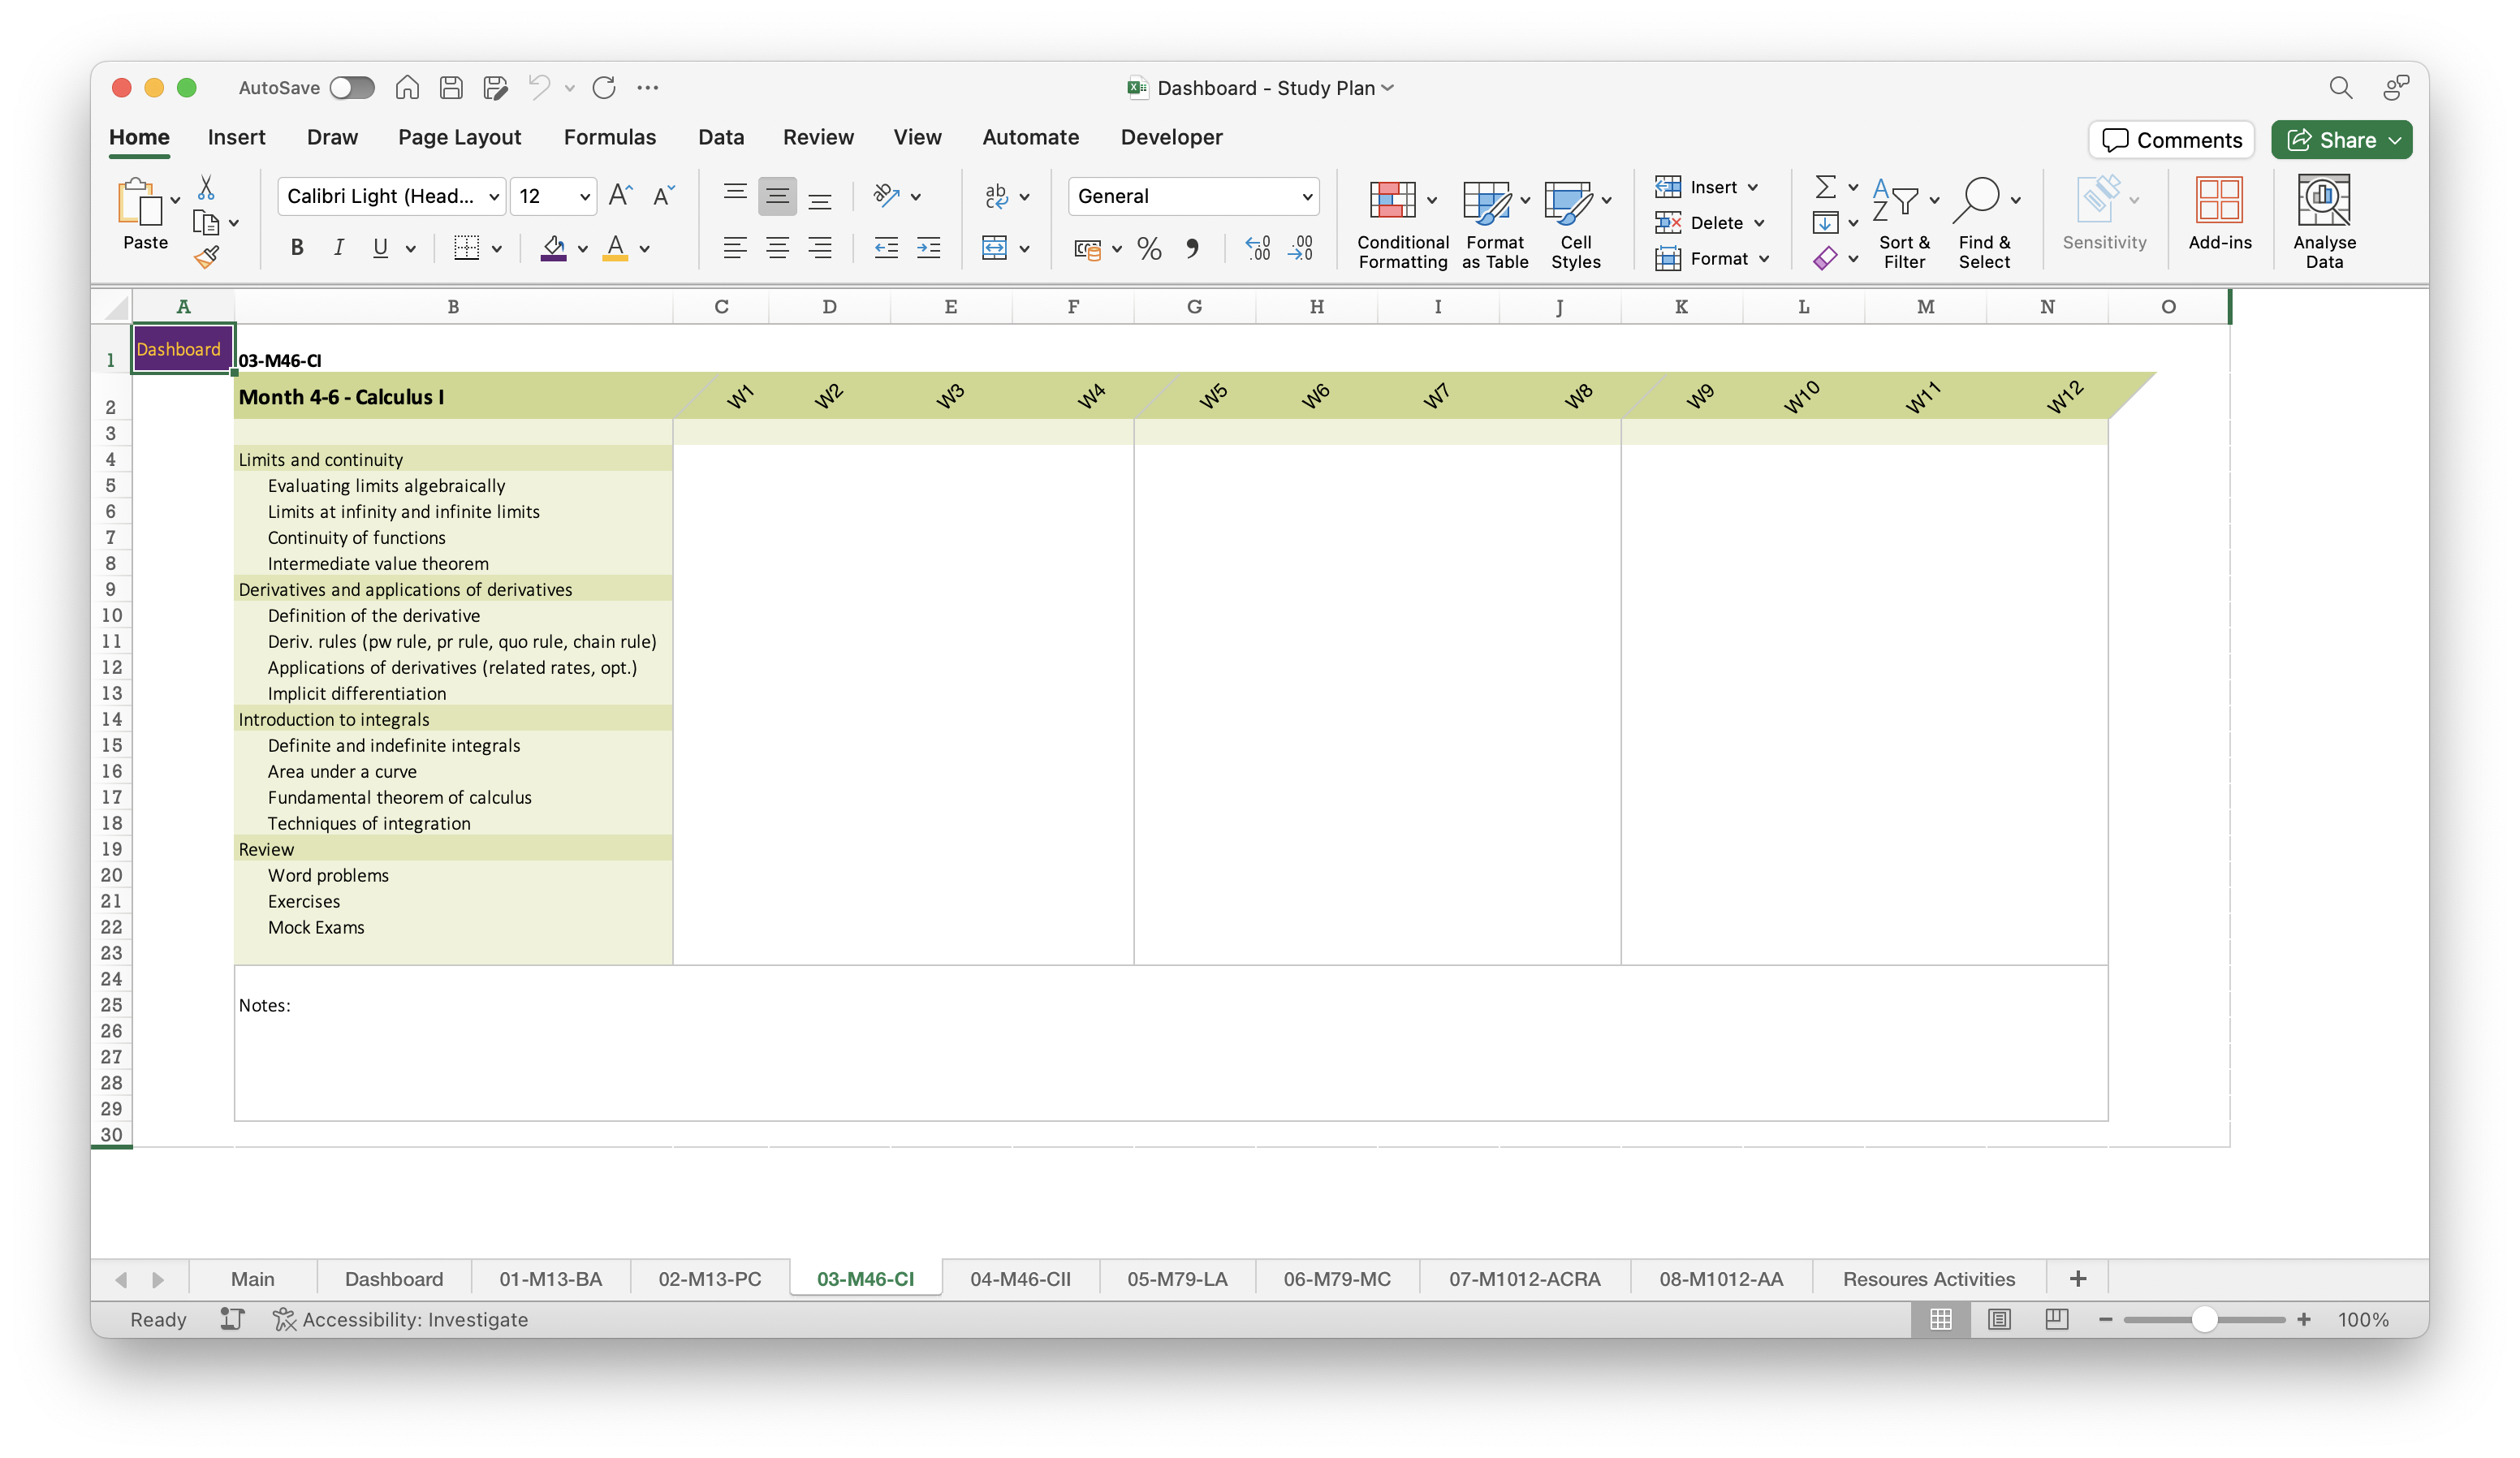 AutoSave
Dashboard - Study Plan
Home Insert Draw Page Layout Formulas Data Review View Automate Developer
Comments Share
Paste
Calibri Light (Head... 12
General
Conditional Formatting
Format as Table
Cell Styles
Insert
Delete
Format
Sort & Filter
Find & Select
Sensitivity
Add-ins
Analyse Data
A B C D E F G H I J K L M N O
1 Dashboard 03-M46-CI
2 Month 4-6 - Calculus I W1 W2 W3 W4 W5 W6 W7 W8 W9 W10 W11 W12
3
4 Limits and continuity
5 Evaluating limits algebraically
6 Limits at infinity and infinite limits
7 Continuity of functions
8 Intermediate value theorem
9 Derivatives and applications of derivatives
10 Definition of the derivative
11 Deriv. rules (pw rule, pr rule, quo rule, chain rule)
12 Applications of derivatives (related rates, opt.)
13 Implicit differentiation
14 Introduction to integrals
15 Definite and indefinite integrals
16 Area under a curve
17 Fundamental theorem of calculus
18 Techniques of integration
19 Review
20 Word problems
21 Exercises
22 Mock Exams
23
24
25 Notes:
26
27
28
29
30
Main Dashboard 01-M13-BA 02-M13-PC 03-M46-CI 04-M46-CII 05-M79-LA 06-M79-MC 07-M1012-ACRA 08-M1012-AA Resoures Activities +
Ready Accessibility: Investigate 100%